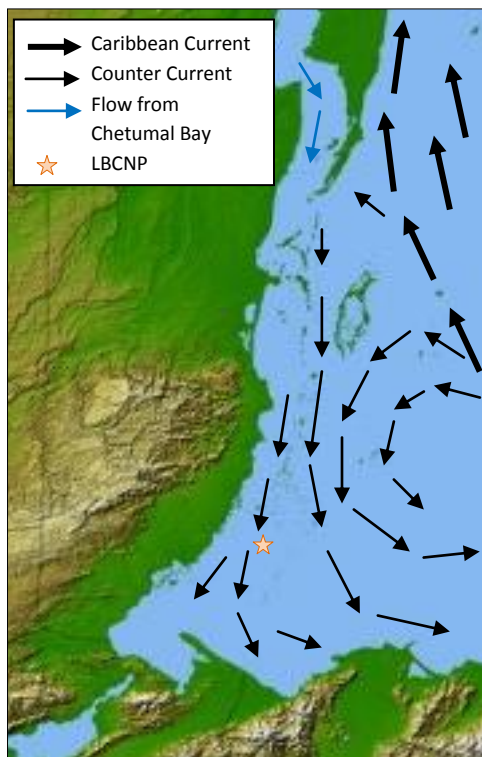 Caribbean Current
Counter Current
Flow from
Chetumal Bay
LBCNP